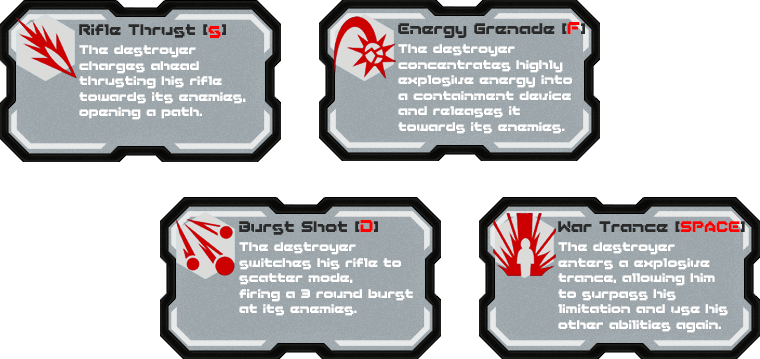 Rifle Thrust [S]
The destroyer
charges ahead
thrusting his rifle
towards its enemies,
opening a path.
Energy Grenade [F]
The destroyer
concentrates highly
explosive energy into
a containment device
and releases it
towards its enemies.
Burst Shot [D]
The destroyer
switches his rifle to
scatter mode,
firing a 3 round burst
at its enemies.
War Trance [SPACE]
The destroyer
enters a explosive
trance, allowing him
to surpass his
limitation and use his
other abilities again.